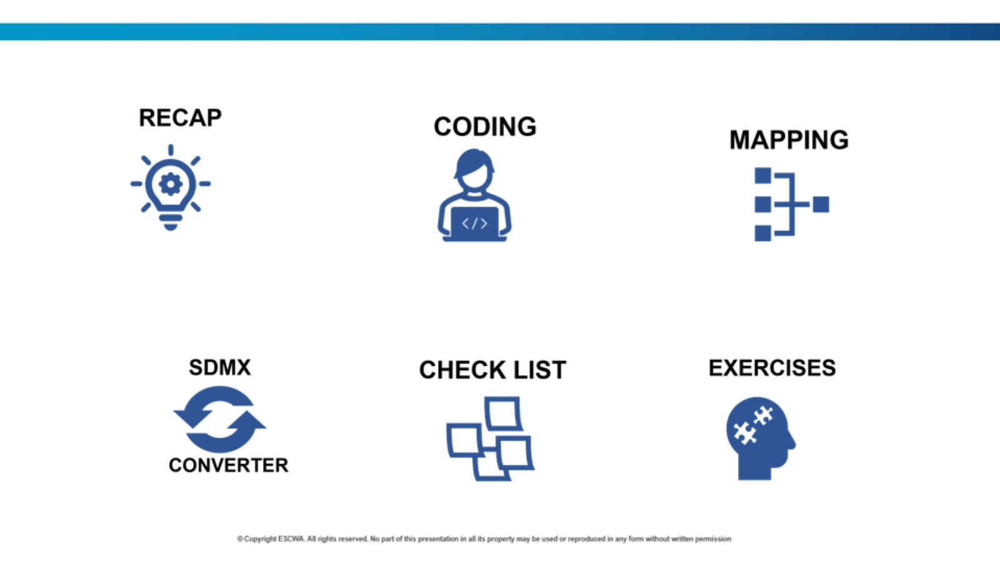 RECAP
CODING
MAPPING
</>
SDMX
CONVERTER
CHECK LIST
EXERCISES
© Copyright ESCWA. All rights reserved. No part of this presentation in all its property may be used or reproduced in any form without written permission